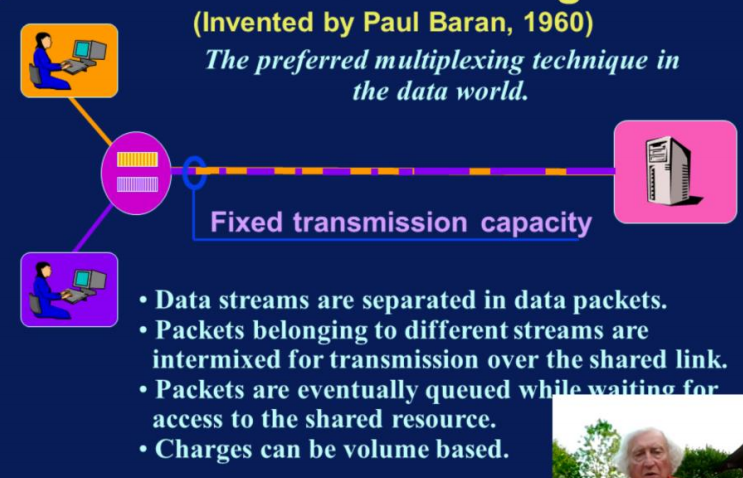 (Invented by Paul Baran, 1960)
The preferred multiplexing technique in
the data world.
Fixed transmission capacity
• Data streams are separated in data packets.
• Packets belonging to different streams are
intermixed for transmission over the shared link.
• Packets are eventually queued while waiting for
access to the shared resource.
• Charges can be volume based.